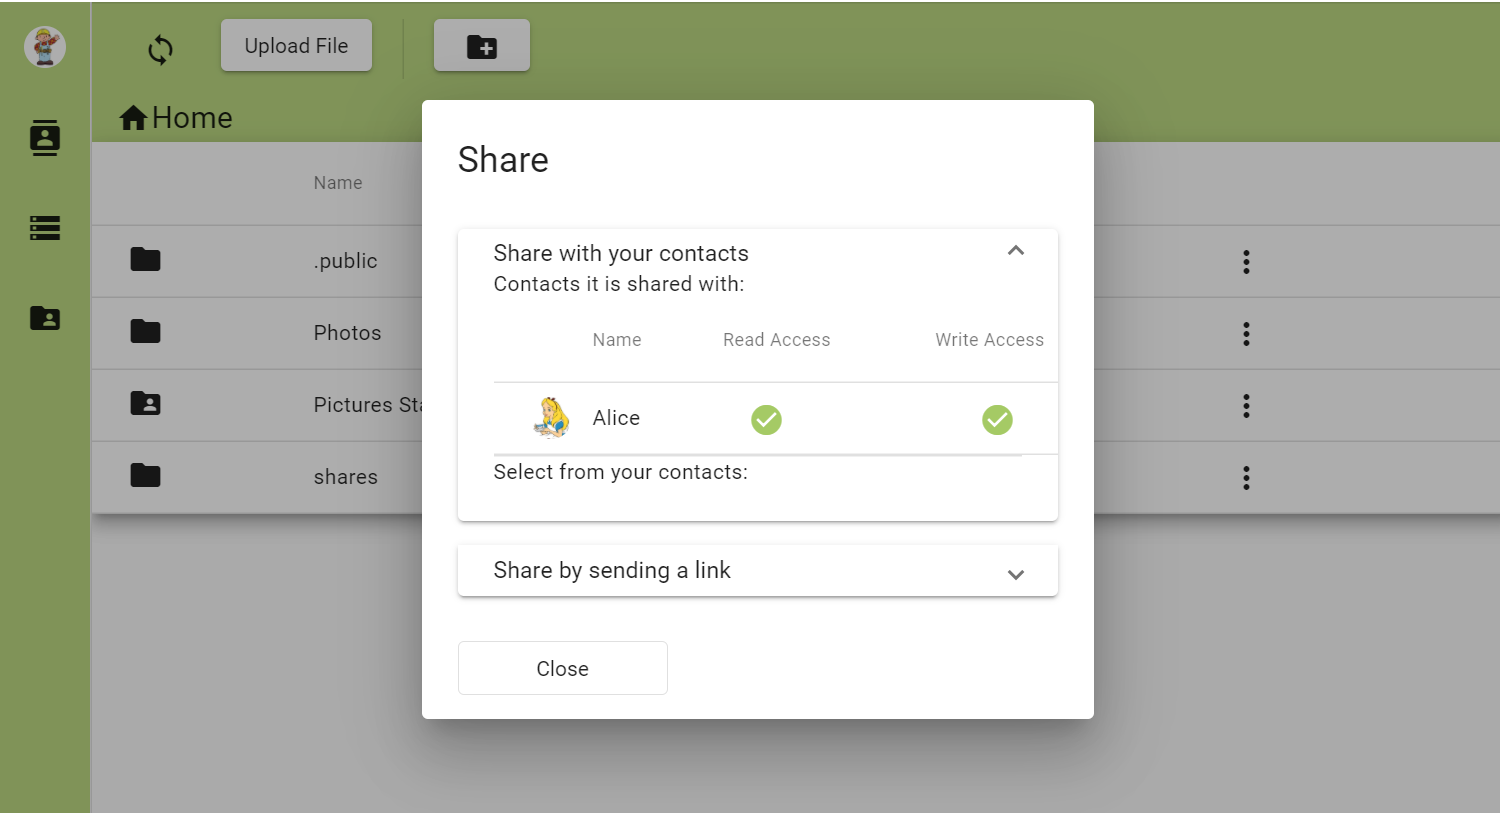 Upload File
Home
Name
.public
Photos
Pictures
shares
Share
Share with your contacts
Contacts it is shared with:
Name Read Access Write Access
Alice
Select from your contacts:
Share by sending a link
Close